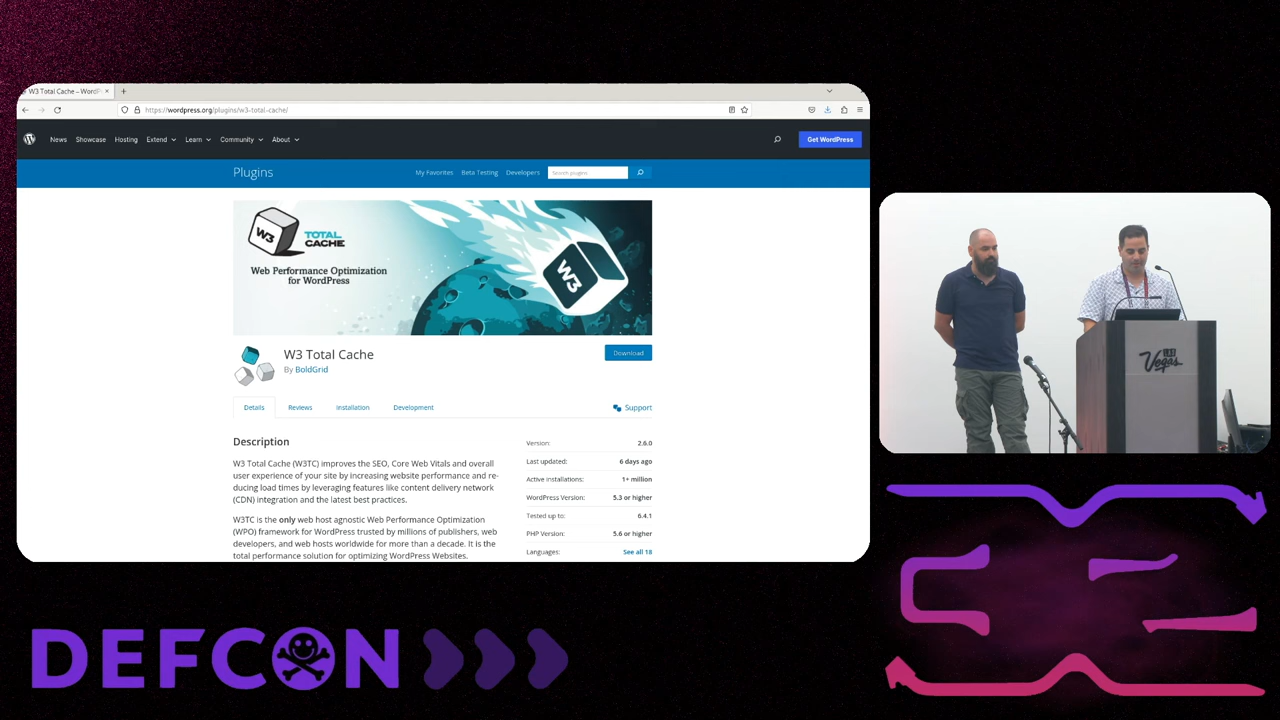 W3 Total Cache – WordP
https://wordpress.org/plugins/w3-total-cache/
News Showcase Hosting Extend Learn Community About
Get WordPress
Plugins
My Favorites Beta Testing Developers
Search plugins
W3 TOTAL CACHE
W3
Web Performance Optimization
for WordPress
W3 Total Cache
By BoldGrid
Download
Details Reviews Installation Development
Support
Description
W3 Total Cache (W3TC) improves the SEO, Core Web Vitals and overall
user experience of your site by increasing website performance and re-
ducing load times by leveraging features like content delivery network
(CDN) integration and the latest best practices.
W3TC is the only web host agnostic Web Performance Optimization
(WPO) framework for WordPress trusted by millions of publishers, web
developers, and web hosts worldwide for more than a decade. It is the
total performance solution for optimizing WordPress Websites.
Version: 2.6.0
Last updated: 6 days ago
Active installations: 1+ million
WordPress Version: 5.3 or higher
Tested up to: 6.4.1
PHP Version: 5.6 or higher
Languages: See all 18
Vegas
DEFCON